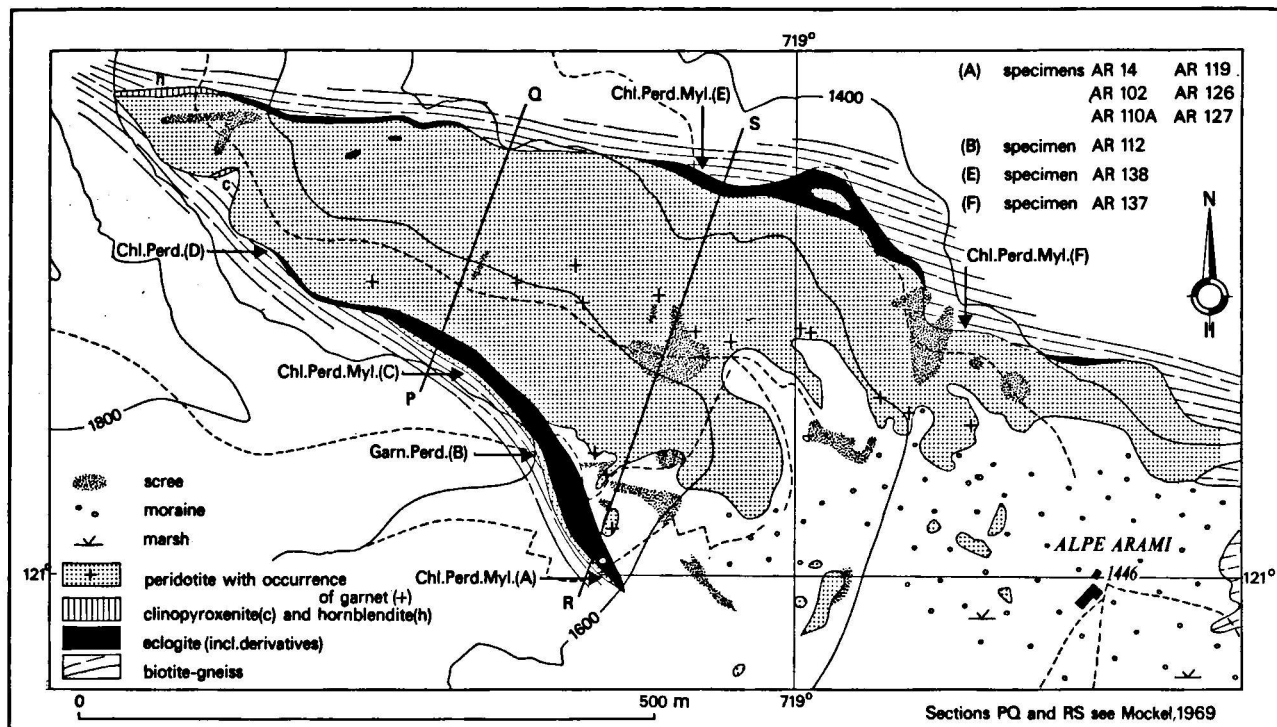 719°
(A) specimens AR 14 AR 119
AR 102 AR 126
AR 110A AR 127
(B) specimen AR 112
(E) specimen AR 138
(F) specimen AR 137
h
Q
Chl.Perd.Myl.(E)
S
1400
N
c
Chl.Perd.(D)
Chl.Perd.Myl.(F)
Chl.Perd.Myl.(C)
P
1800
Garn.Perd.(B)
scree
moraine
marsh
ALPE ARAMI
1446
121°
121°
peridotite with occurrence
of garnet (+)
Chl.Perd.Myl.(A)
R
1600
clinopyroxenite(c) and hornblendite(h)
eclogite (incl.derivatives)
biotite-gneiss
0
500 m
719°
Sections PQ and RS see Mockel,1969